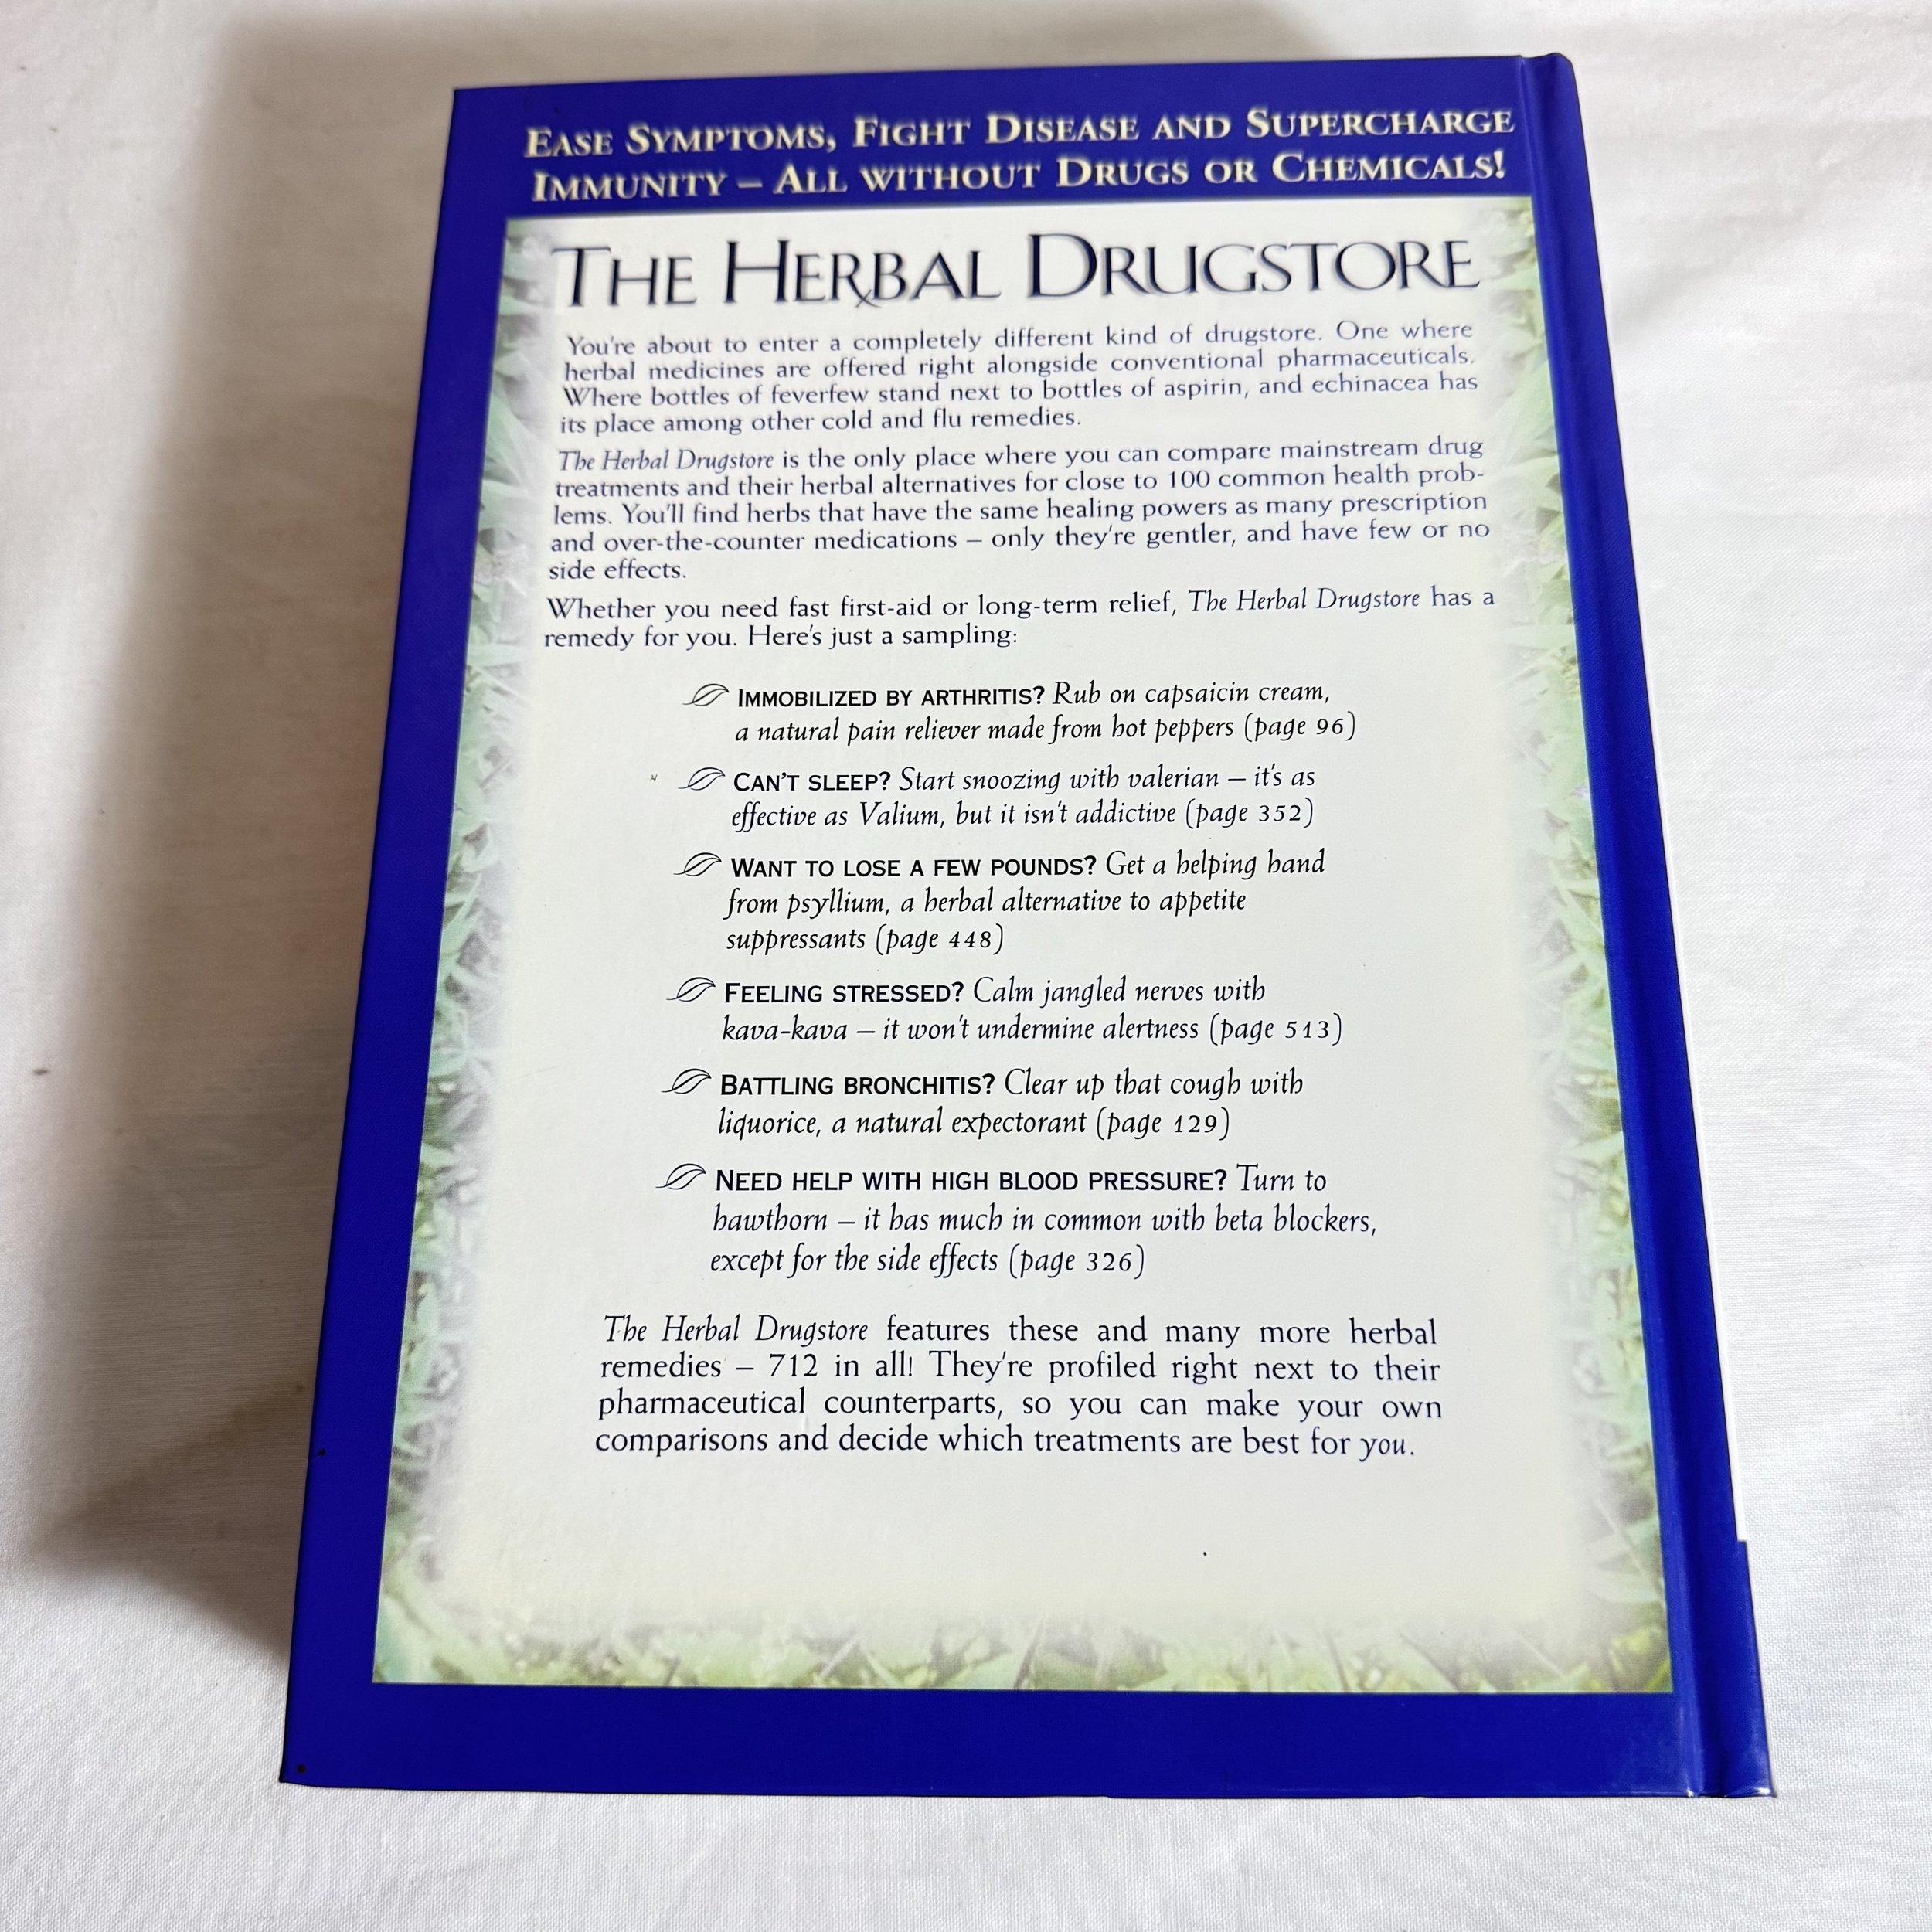 EASE SYMPTOMS, FIGHT DISEASE AND SUPERCHARGE
IMMUNITY – ALL WITHOUT DRUGS OR CHEMICALS!
THE HERBAL DRUGSTORE
You're about to enter a completely different kind of drugstore. One where
herbal medicines are offered right alongside conventional pharmaceuticals.
Where bottles of feverfew stand next to bottles of aspirin, and echinacea has
its place among other cold and flu remedies.
The Herbal Drugstore is the only place where you can compare mainstream drug
treatments and their herbal alternatives for close to 100 common health prob-
lems. You'll find herbs that have the same healing powers as many prescription
and over-the-counter medications – only they're gentler, and have few or no
side effects.
Whether you need fast first-aid or long-term relief, The Herbal Drugstore has a
remedy for you. Here's just a sampling:
IMMOBILIZED BY ARTHRITIS? Rub on capsaicin cream,
a natural pain reliever made from hot peppers (page 96)
CAN'T SLEEP? Start snoozing with valerian – it's as
effective as Valium, but it isn't addictive (page 352)
WANT TO LOSE A FEW POUNDS? Get a helping hand
from psyllium, a herbal alternative to appetite
suppressants (page 448)
FEELING STRESSED? Calm jangled nerves with
kava-kava – it won't undermine alertness (page 513)
BATTLING BRONCHITIS? Clear up that cough with
liquorice, a natural expectorant (page 129)
NEED HELP WITH HIGH BLOOD PRESSURE? Turn to
hawthorn – it has much in common with beta blockers,
except for the side effects (page 326)
The Herbal Drugstore features these and many more herbal
remedies – 712 in all! They're profiled right next to their
pharmaceutical counterparts, so you can make your own
comparisons and decide which treatments are best for you.